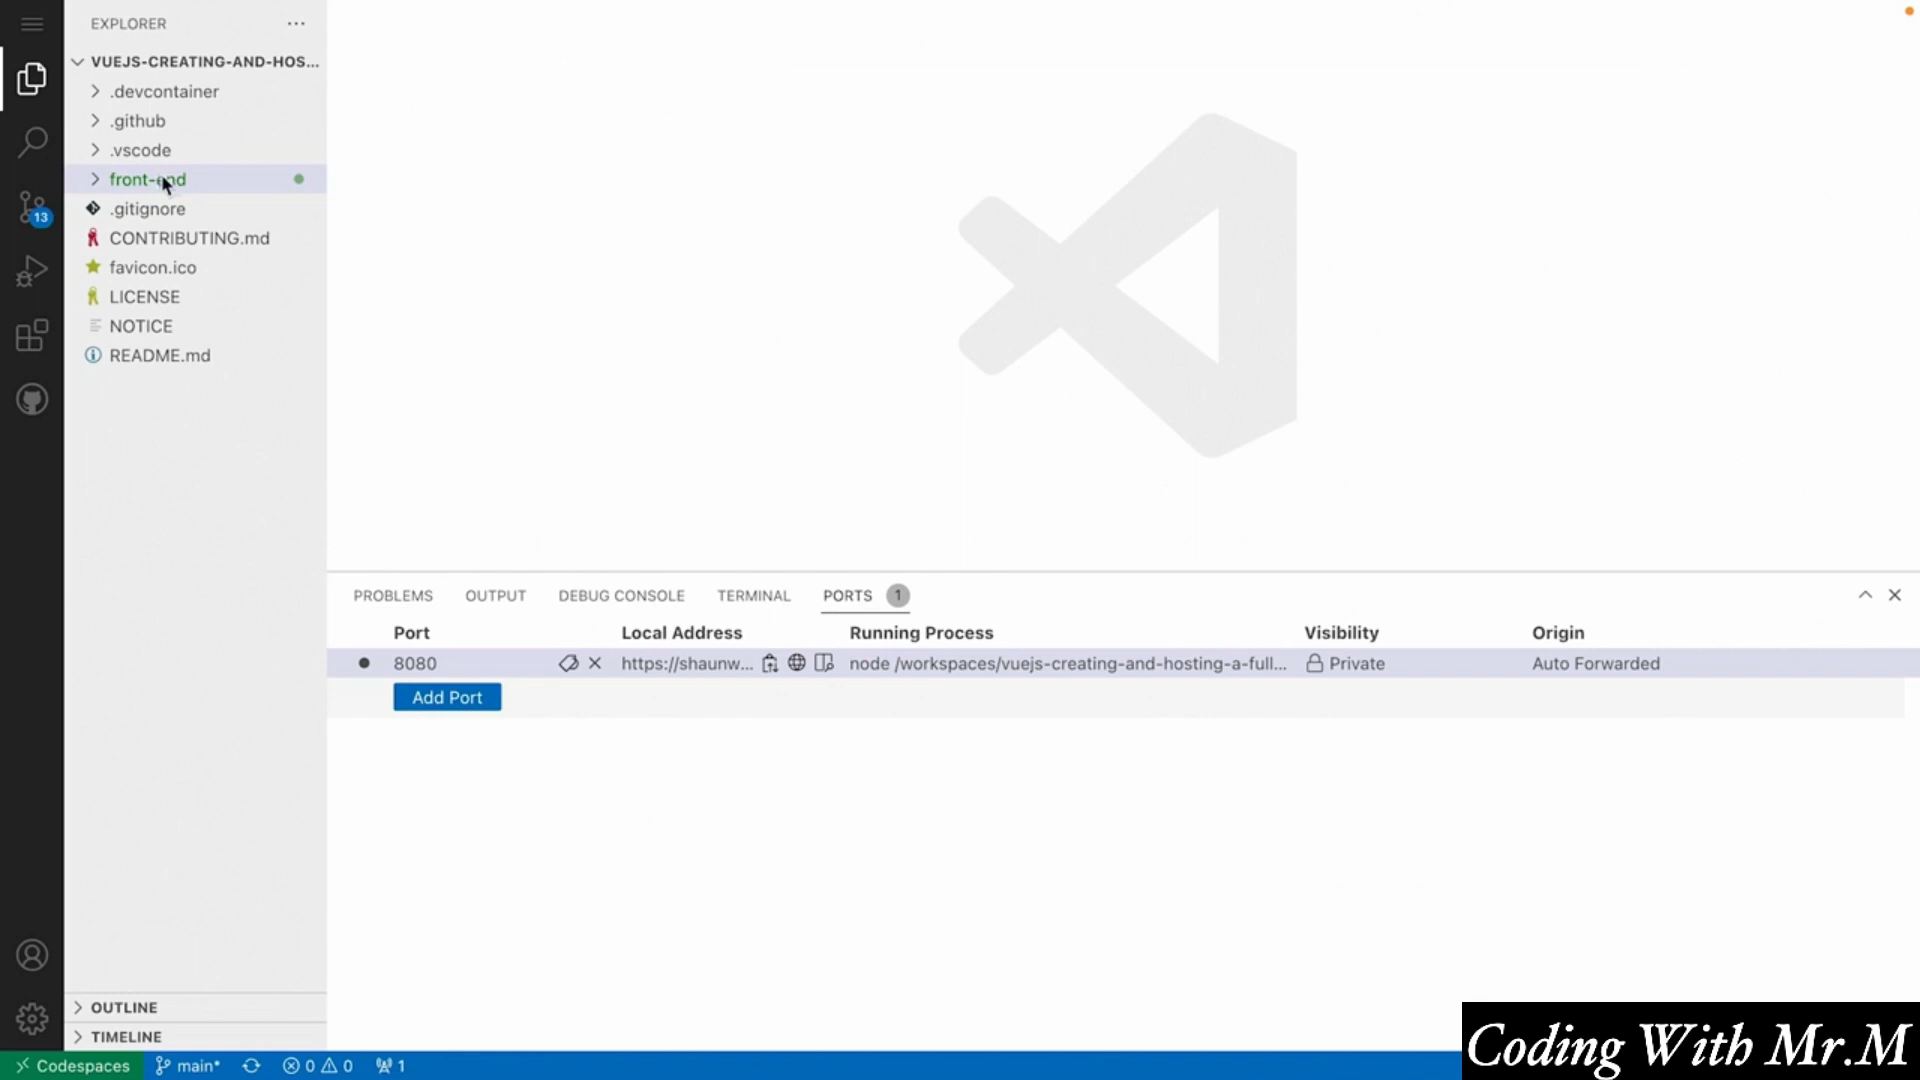 EXPLORER
VUEJS-CREATING-AND-HOS...
.devcontainer
.github
.vscode
front-end
.gitignore
CONTRIBUTING.md
favicon.ico
LICENSE
NOTICE
README.md
13
PROBLEMS OUTPUT DEBUG CONSOLE TERMINAL PORTS 1
Port Local Address Running Process Visibility Origin
8080 https://shaunw... node /workspaces/vuejs-creating-and-hosting-a-full... Private Auto Forwarded
Add Port
OUTLINE
TIMELINE
Codespaces main* 0 0 1
Coding With Mr.M